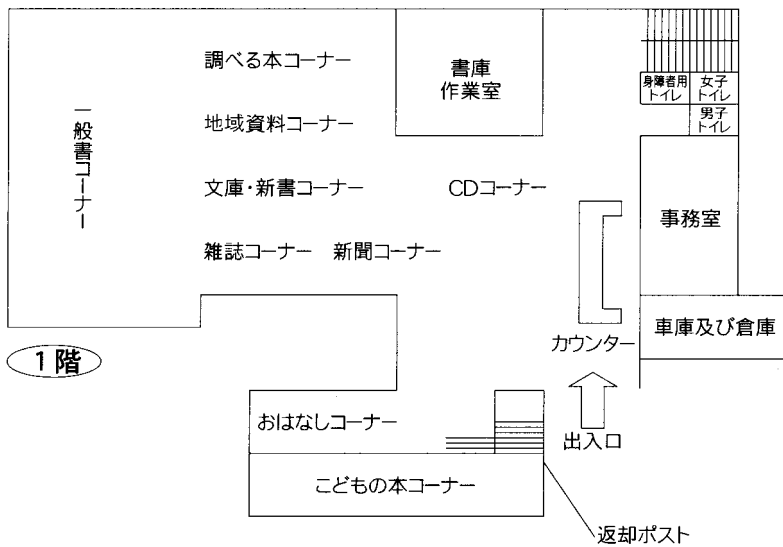 調べる本コーナー
書庫
作業室
身障者用
トイレ
女子
トイレ
男子
トイレ
一般書コーナー
地域資料コーナー
文庫・新書コーナー
CDコーナー
事務室
雑誌コーナー
新聞コーナー
カウンター
車庫及び倉庫
1階
おはなしコーナー
出入口
こどもの本コーナー
返却ポスト